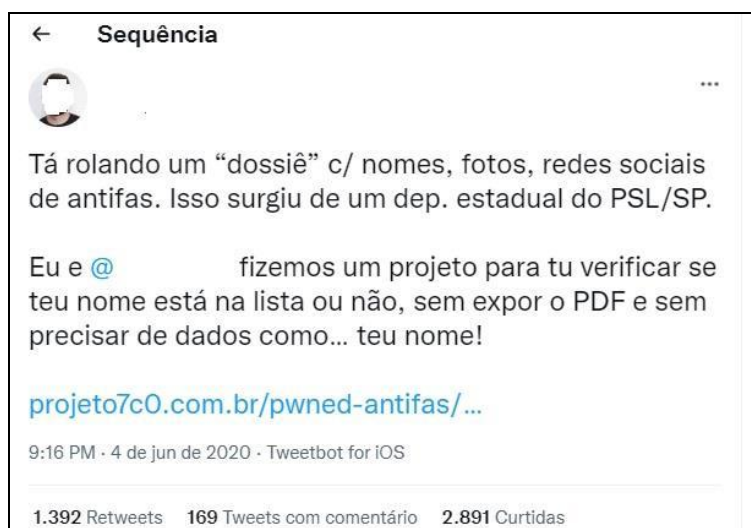 ← Sequência
...
Tá rolando um “dossiê” c/ nomes, fotos, redes sociais
de antifas. Isso surgiu de um dep. estadual do PSL/SP.
Eu e @ fizemos um projeto para tu verificar se
teu nome está na lista ou não, sem expor o PDF e sem
precisar de dados como... teu nome!
projeto7c0.com.br/pwned-antifas/...
9:16 PM · 4 de jun de 2020 · Tweetbot for iOS
1.392 Retweets 169 Tweets com comentário 2.891 Curtidas